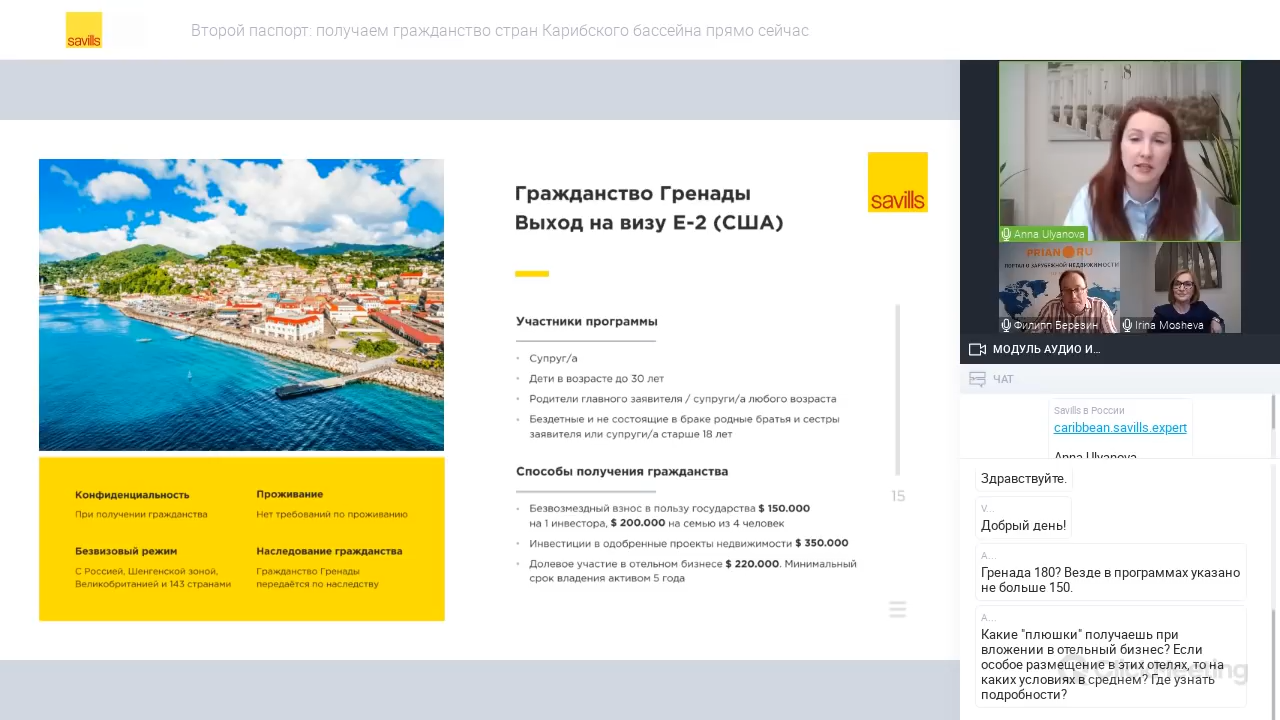 savills
Второй паспорт: получаем гражданство стран Карибского бассейна прямо сейчас
savills
Гражданство Гренады
Выход на визу E-2 (США)
Участники программы
• Супруг/а
• Дети в возрасте до 30 лет
• Родители главного заявителя / супруги/а любого возраста
• Бездетные и не состоящие в браке родные братья и сестры
заявителя или супруги/а старше 18 лет
Способы получения гражданства
• Безвозмездный взнос в пользу государства $ 150.000
на 1 инвестора, $ 200.000 на семью из 4 человек
• Инвестиции в одобренные проекты недвижимости $ 350.000
• Долевое участие в отельном бизнесе $ 220.000. Минимальный
срок владения активом 5 года
15
Конфиденциальность
При получении гражданства
Проживание
Нет требований по проживанию
Безвизовый режим
С Россией, Шенгенской зоной,
Великобританией и 143 странами
Наследование гражданства
Гражданство Гренады
передаётся по наследству
Anna Ulyanova
PRIAN RU
ПОРТАЛ О ЗАРУБЕЖНОЙ НЕДВИЖИМОСТИ
Филипп Березин
Irina Mosheva
МОДУЛЬ АУДИО И...
ЧАТ
Savills в России
caribbean.savills.expert
Anna Ulyanova
Здравствуйте.
V...
Добрый день!
A...
Гренада 180? Везде в программах указано
не больше 150.
A...
Какие "плюшки" получаешь при
вложении в отельный бизнес? Если
особое размещение в этих отелях, то на
каких условиях в среднем? Где узнать
подробности?
ClickMeeting